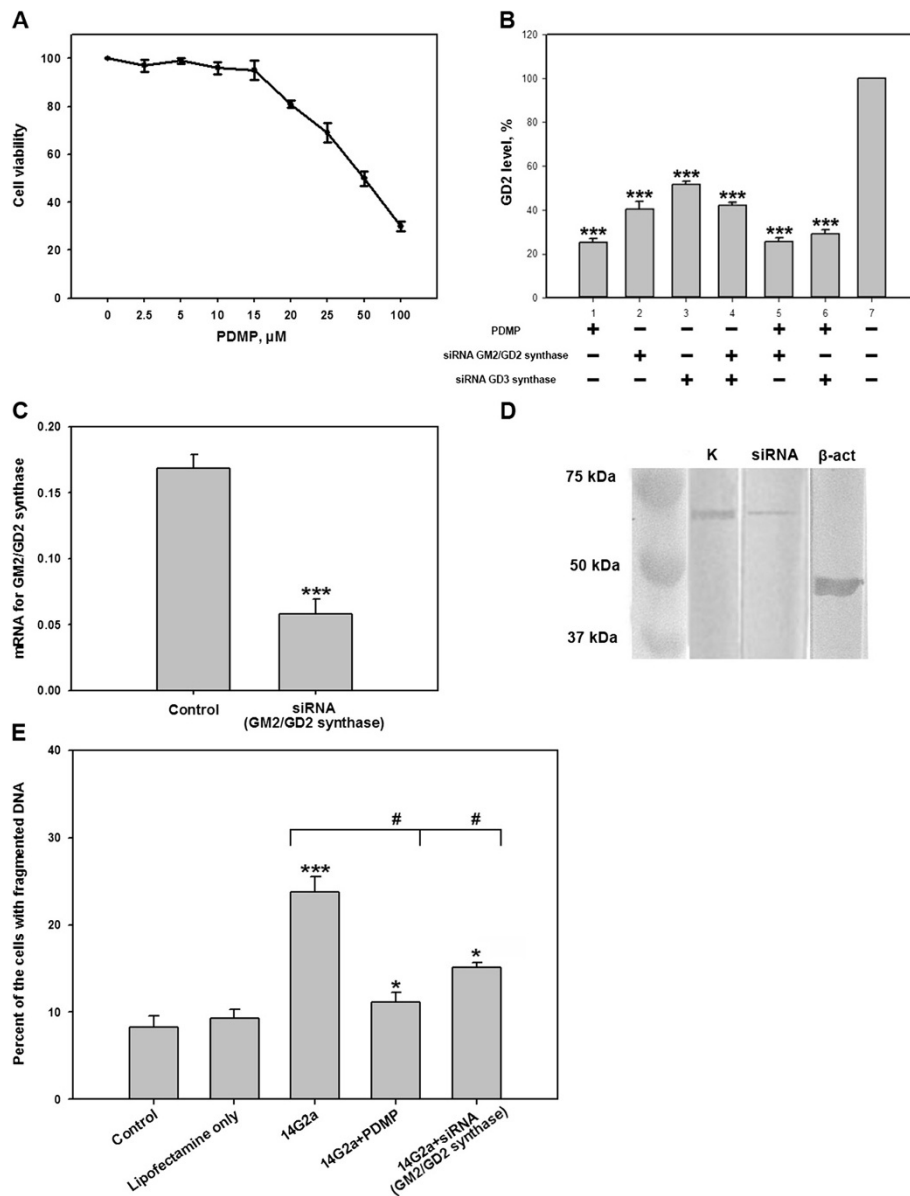 A
Cell viability
100
80
60
40
20
0
0 2.5 5 10 15 20 25 50 100
PDMP, µM
B
GD2 level, %
120
100
80
60
40
20
0
*** *** *** *** *** ***
1 2 3 4 5 6 7
PDMP + − − − + + −
siRNA GM2/GD2 synthase − + − + + − −
siRNA GD3 synthase − − + + − + −
C
mRNA for GM2/GD2 synthase
0.20
0.15
0.10
0.05
0.00
***
Control siRNA
(GM2/GD2 synthase)
D
K siRNA β-act
75 kDa
50 kDa
37 kDa
E
Percent of the cells with fragmented DNA
40
30
20
10
0
# #
*** * *
Control
Lipofectamine only
14G2a
14G2a+PDMP
14G2a+siRNA
(GM2/GD2 synthase)